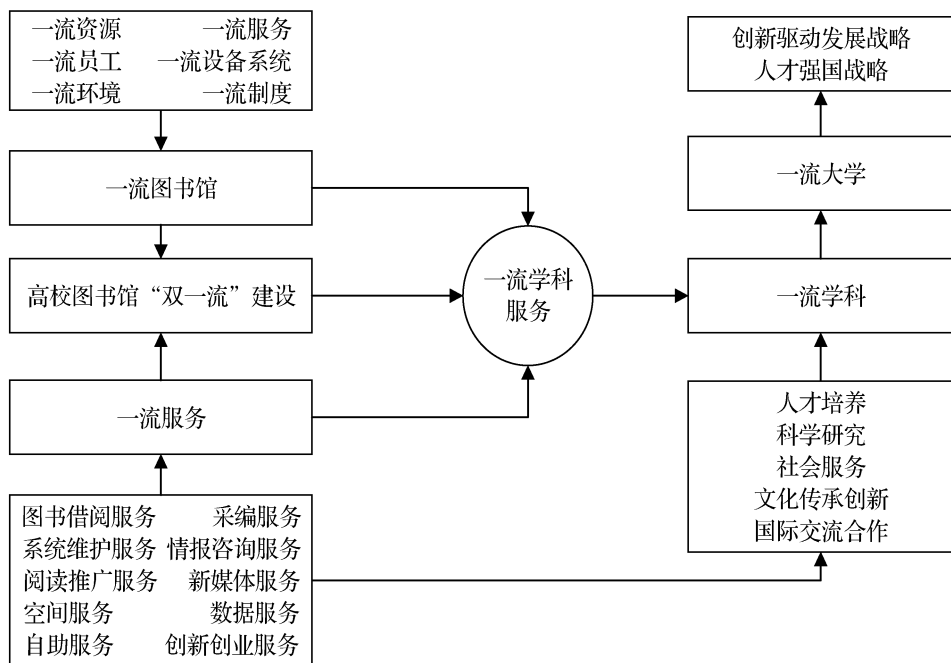 一流资源 一流服务
一流员工 一流设备系统
一流环境 一流制度
一流图书馆
高校图书馆“双一流”建设
一流服务
图书借阅服务 采编服务
系统维护服务 情报咨询服务
阅读推广服务 新媒体服务
空间服务 数据服务
自助服务 创新创业服务
一流学科
服务
创新驱动发展战略
人才强国战略
一流大学
一流学科
人才培养
科学研究
社会服务
文化传承创新
国际交流合作